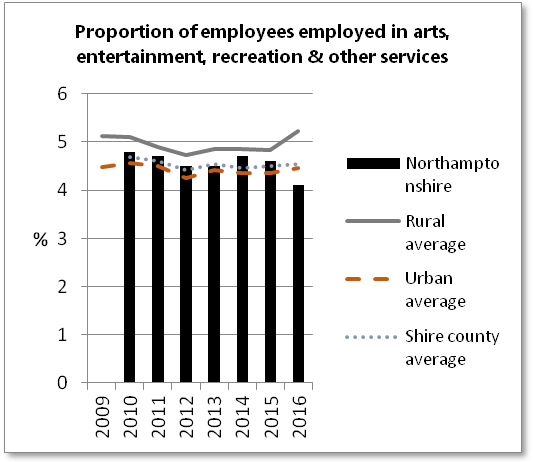 Proportion of employees employed in arts,
entertainment, recreation & other services
6
5
4
3
2
1
0
%
2009
2010
2011
2012
2013
2014
2015
2016
Northampto
nshire
Rural
average
Urban
average
Shire county
average